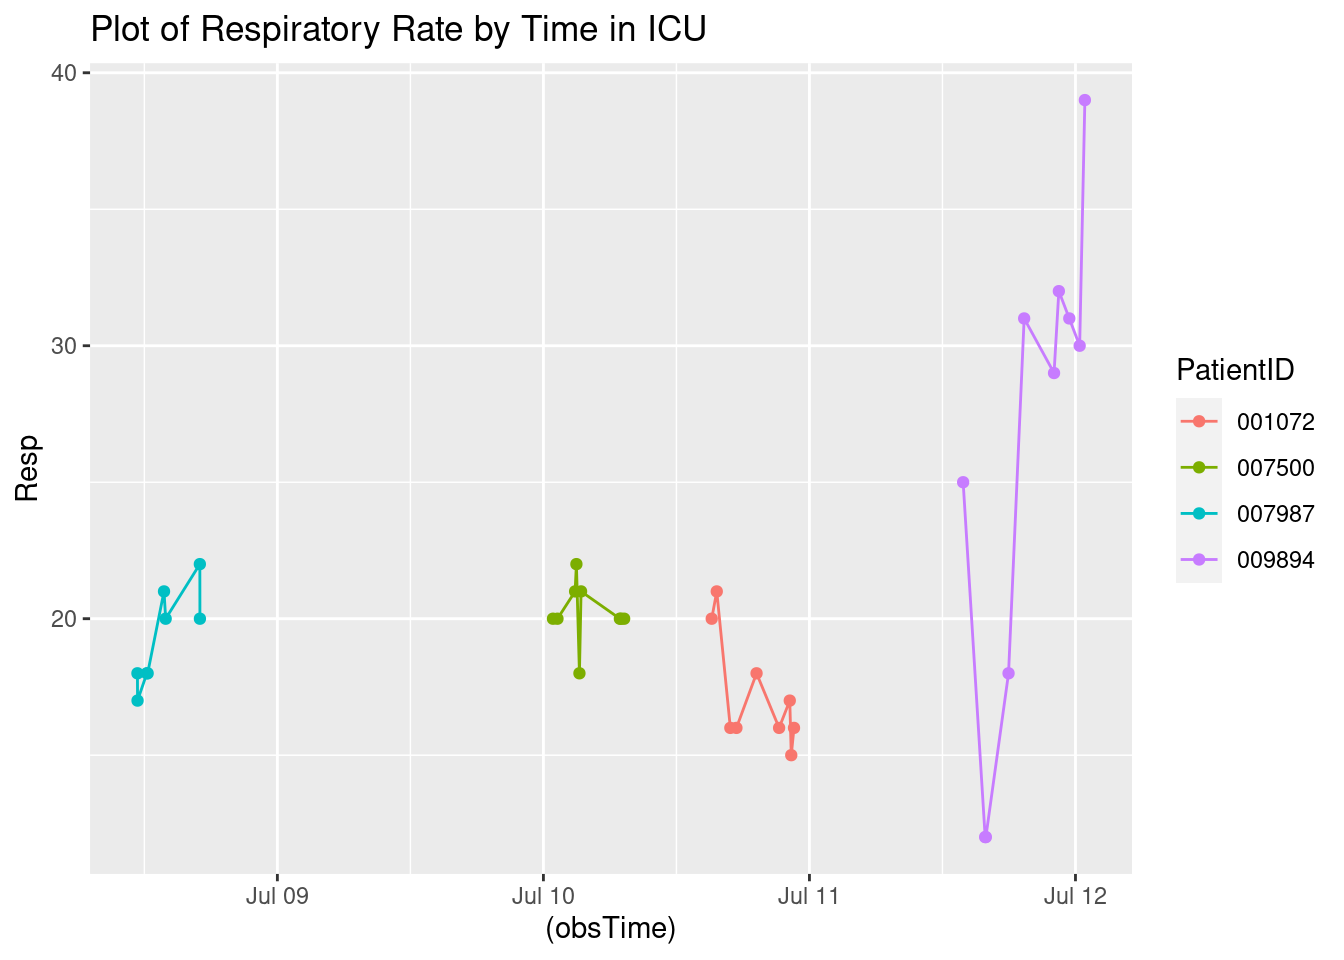 Plot of Respiratory Rate by Time in ICU
40
30
20
Resp
Jul 09
Jul 10
Jul 11
Jul 12
(obsTime)
PatientID
001072
007500
007987
009894